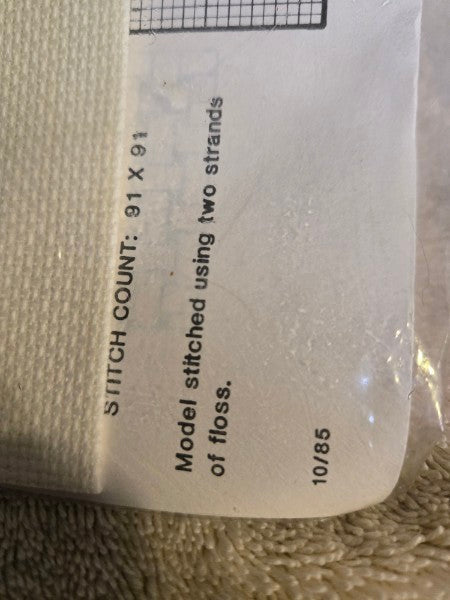 STITCH COUNT: 91 X 91
Model stitched using two strands
of floss.
10/85